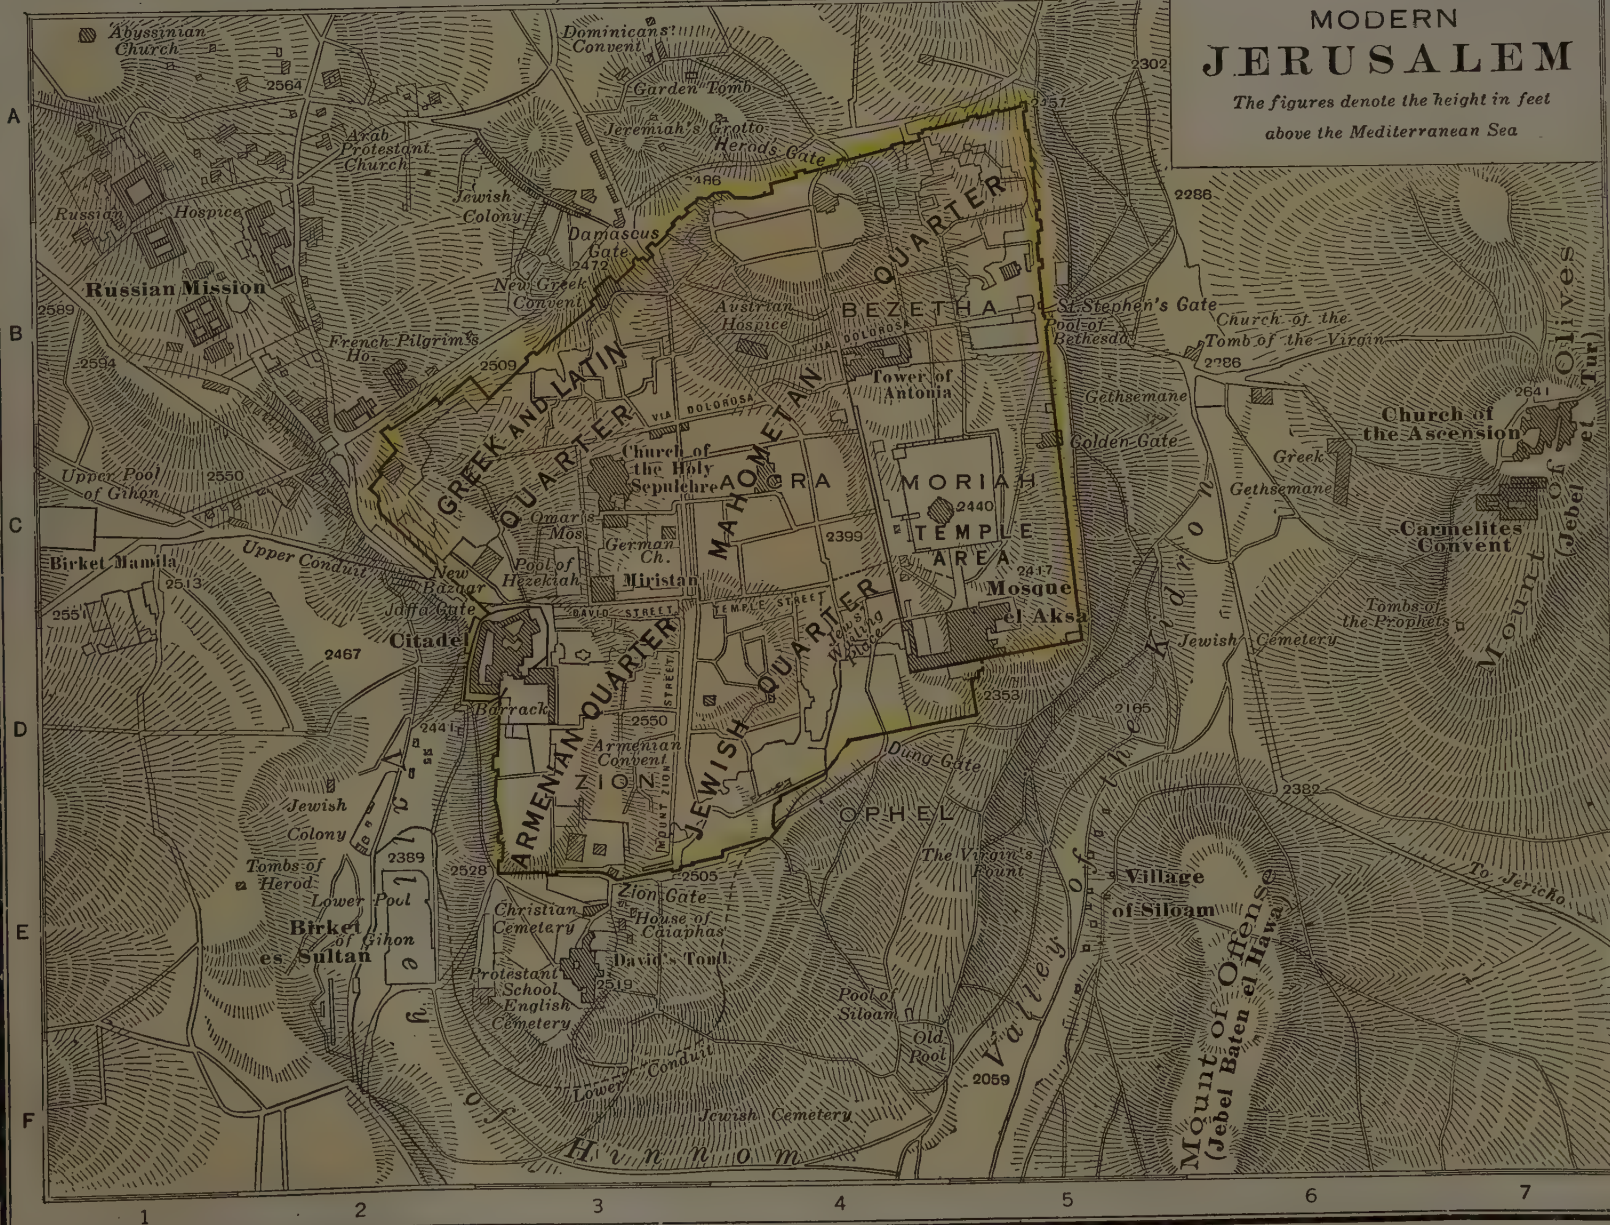 MODERN
JERUSALEM
The figures denote the height in feet
above the Mediterranean Sea
Abyssinian
Church
Dominicans'
Convent
2302
2564
Garden Tomb
A
2457
Arab
Protestant
Church
Jeremiah's Grotto
Herods Gate
2486
Jewish
Colony
2286
Russian Hospice
QUARTER
Damascus
Gate
2472
New Greek
Convent
Russian Mission
2589
Austrian
Hospice
BEZETHA
St. Stephen's Gate
Pool of
Bethesda
Church of the
Tomb of the Virgin
2286
B
French Pilgrim's
Ho.
2594
2509
VIA DOLOROSA
Tower of
Antonia
Gethsemane
2641
Church of
the Ascension
GREEK AND LATIN
QUARTER
VIA DOLOROSA
Golden Gate
MAHOMETAN
Church of
the Holy
Sepulchre
ACRA
MORIAH
Greek
Gethsemane
Upper Pool
of Gihon
2550
C
Omar's
Mos
2440
TEMPLE
AREA
2399
Carmelites
Convent
Mount of Olives
(Jebel et Tur)
Upper Conduit
German
Ch.
Birket Mamila
2513
New
Bazaar
Pool of
Hezekiah
Miristan
2417
Mosque
el Aksa
2551
Jaffa Gate
DAVID STREET
TEMPLE STREET
Tombs of
the Prophets
Citadel
Jews'
Wailing
Place
Jewish Cemetery
2467
Barrack
ARMENIAN QUARTER
JEWISH QUARTER
2353
2165
D
2441
2550
Armenian
Convent
ZION
MOUNT ZION STREET
Dung Gate
2382
Jewish
Colony
OPHEL
2389
The Virgin's
Fount
2528
2505
Village
of Siloam
To Jericho
Tombs of
Herod
Lower Pool
of Gihon
Zion Gate
Christian
Cemetary
House of
Caiaphas
E
Birket
es Sultan
David's Tomb
Protestant
School
2519
English
Cemetery
Pool of
Siloam
Old
Pool
Valley of the Kidron
2059
Mount of Offense
(Jebel Baten el Hawa
Lower Conduit
F
Jewish Cemetery
Valley of Hinnom
1 2 3 4 5 6 7